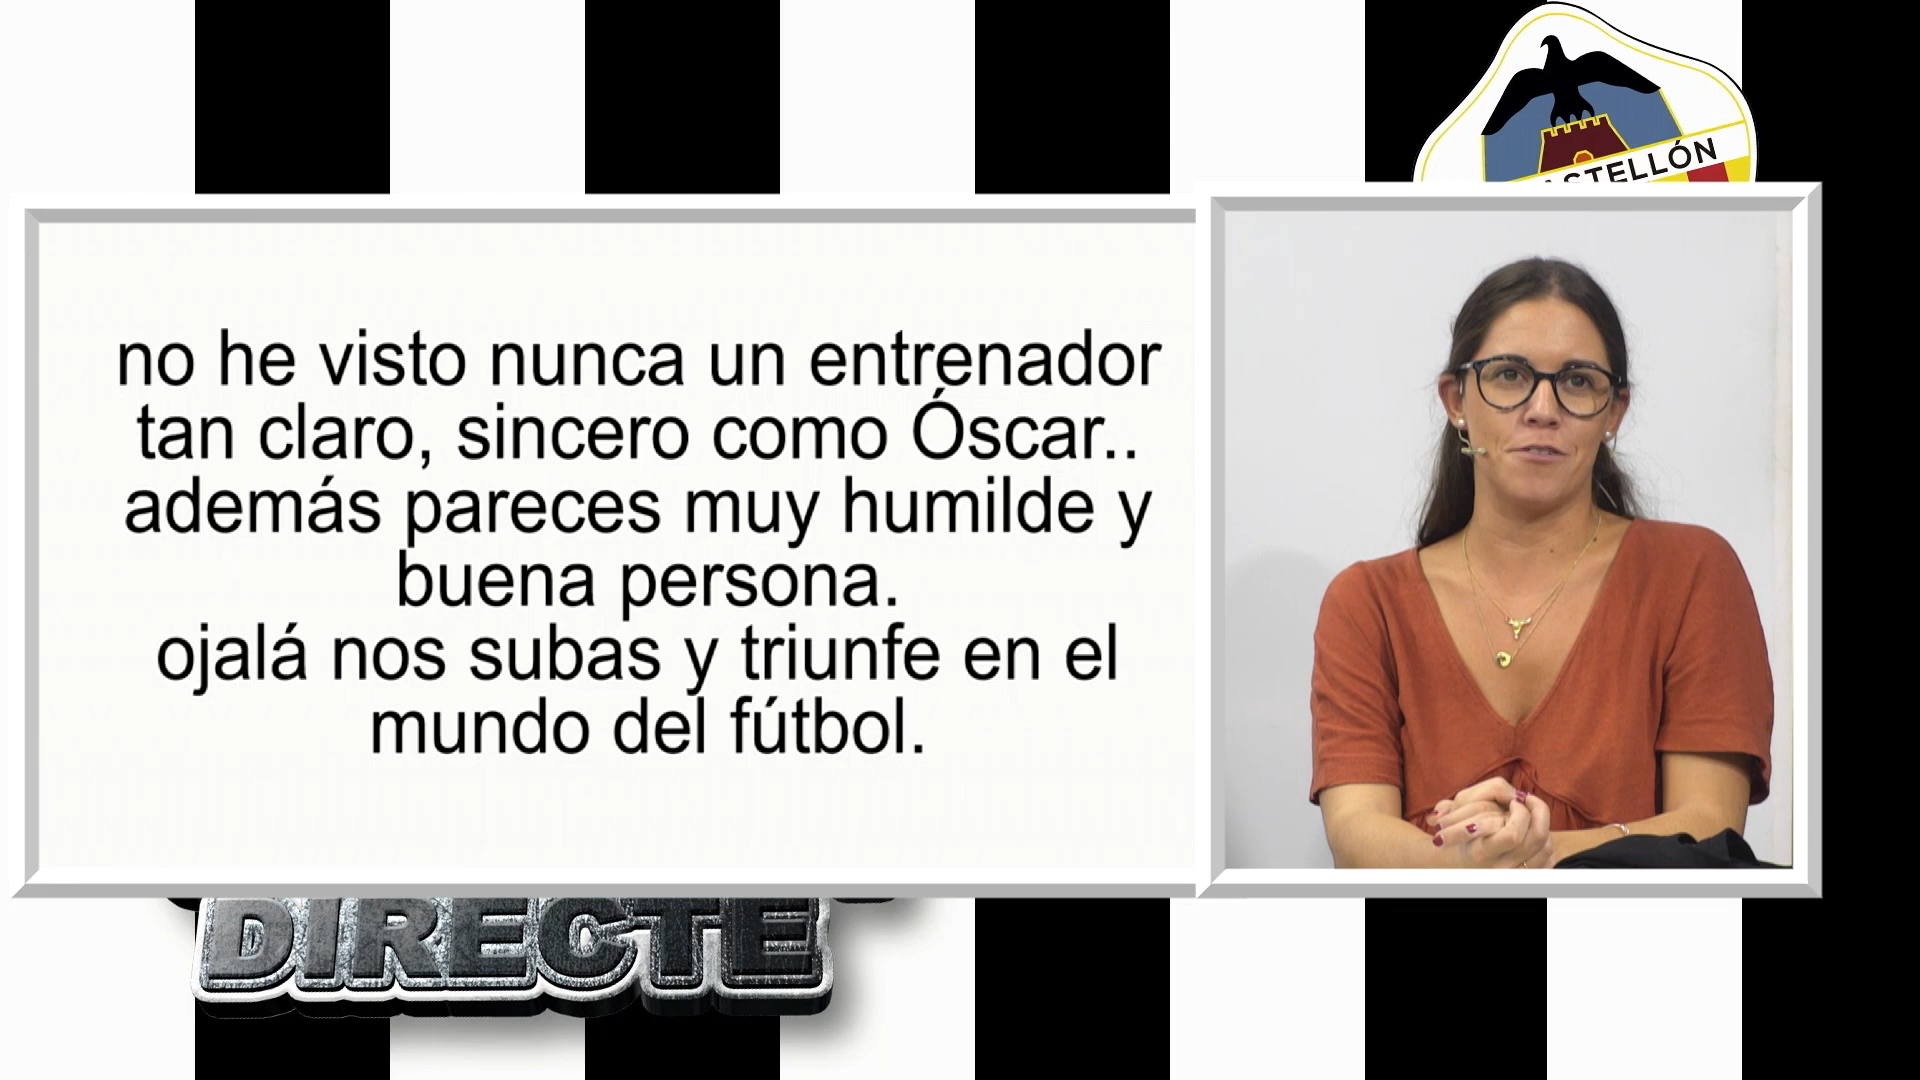 ASTELLÓN
no he visto nunca un entrenador
tan claro, sincero como Óscar..
además pareces muy humilde y
buena persona.
ojalá nos subas y triunfe en el
mundo del fútbol.
DIRECTE